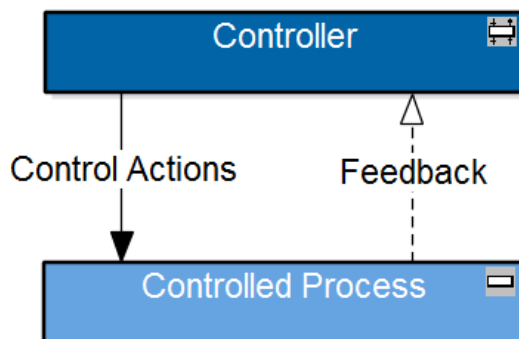 Controller
Control Actions
Feedback
Controlled Process